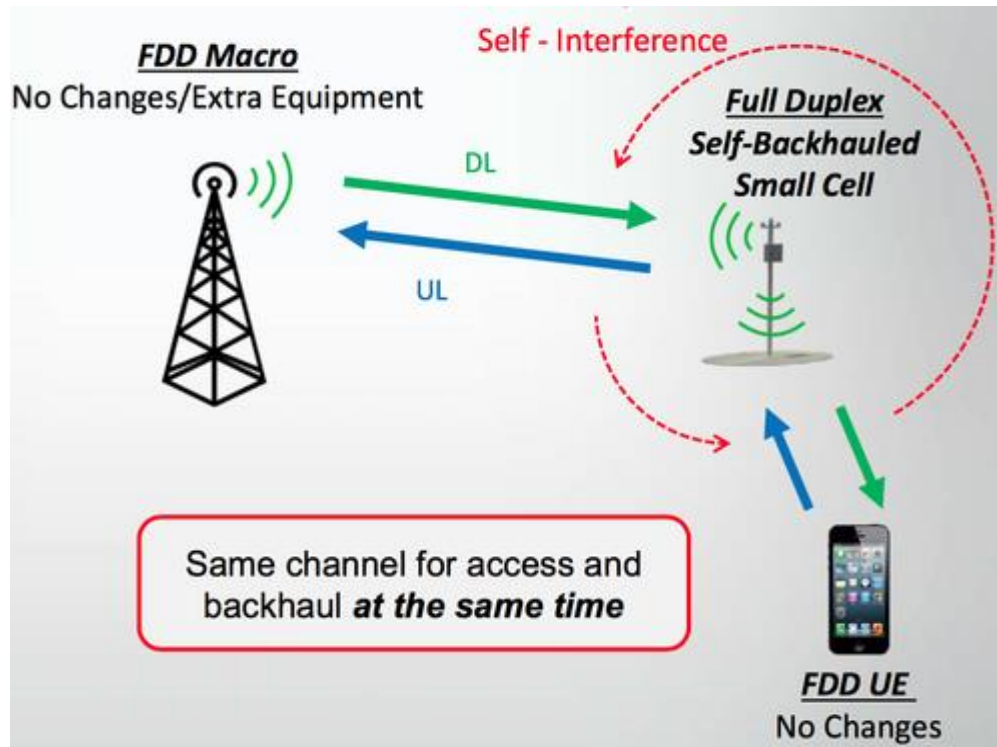 Self - Interference
FDD Macro
No Changes/Extra Equipment
Full Duplex
Self-Backhauled
Small Cell
DL
UL
Same channel for access and
backhaul at the same time
FDD UE
No Changes